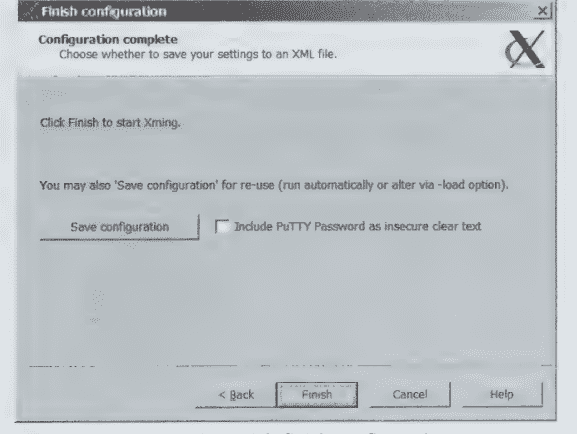 Finish configuration
Configuration complete
Choose whether to save your settings to an XML file.
Click Finish to start Xming.
You may also 'Save configuration' for re-use (run automatically or alter via -load option).
Save configuration
Include PuTTY Password as insecure clear text
< Back
Finish
Cancel
Help